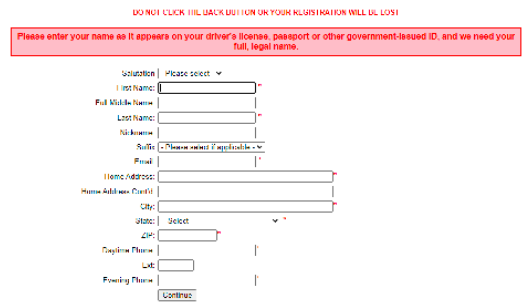 DO NOT CLICK THE BACK BUTTON OR YOUR REGISTRATION WILL BE LOST
Please enter your name as it appears on your driver's license, passport or other government-issued ID, and we need your
full, legal name.
Salutation Please select
First Name: *
Full Middle Name:
Last Name: *
Nickname:
Suffix - Please select if applicable -
Email: *
Home Address: *
Home Address Cont'd:
City: *
State: Select *
ZIP: *
Daytime Phone: *
Ext:
Evening Phone: *
Continue